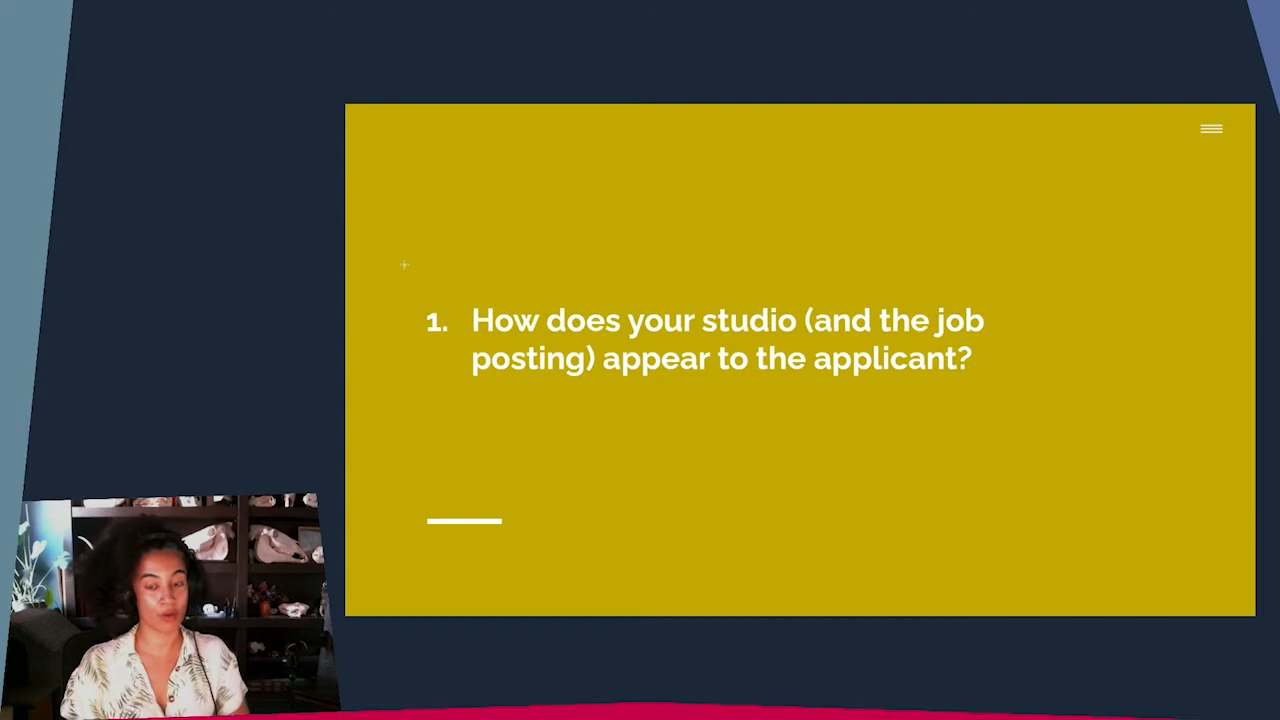 1. How does your studio (and the job
posting) appear to the applicant?